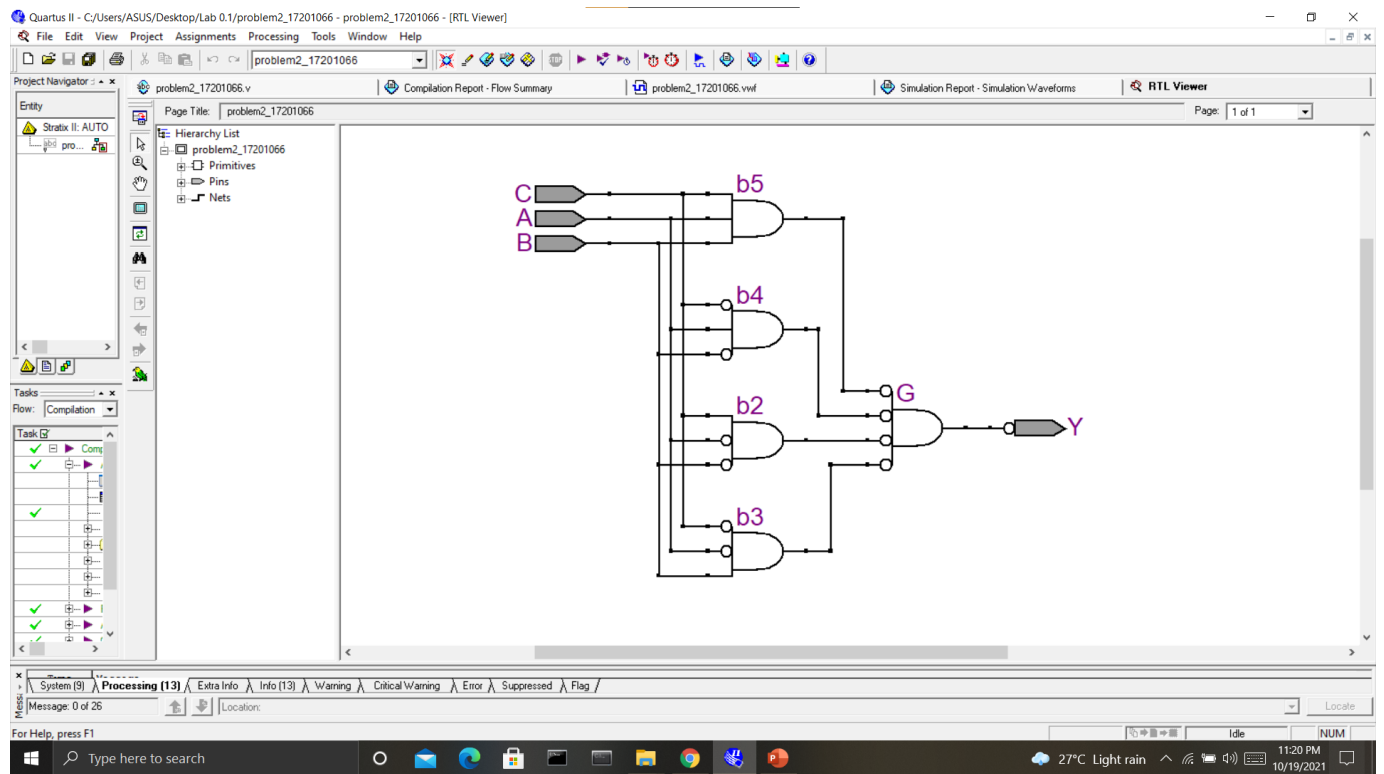 Quartus II - C:/Users/ASUS/Desktop/Lab 0.1/problem2_17201066 - problem2_17201066 - [RTL Viewer]
File Edit View Project Assignments Processing Tools Window Help
problem2_17201066
Project Navigator
problem2_17201066.v
Compilation Report - Flow Summary
problem2_17201066.vwf
Simulation Report - Simulation Waveforms
RTL Viewer
Entity
Page Title: problem2_17201066
Page: 1 of 1
Stratix II: AUTO
abd pro...
Hierarchy List
problem2_17201066
Primitives
Pins
Nets
C
A
B
b5
b4
b2
b3
G
Y
Tasks
Flow: Compilation
Task
Comp
System (9) Processing (13) Extra Info Info (13) Warning Critical Warning Error Suppressed Flag
Message: 0 of 26
Location:
Locate
For Help, press F1
Idle
NUM
Type here to search
27°C Light rain
11:20 PM
10/19/2021